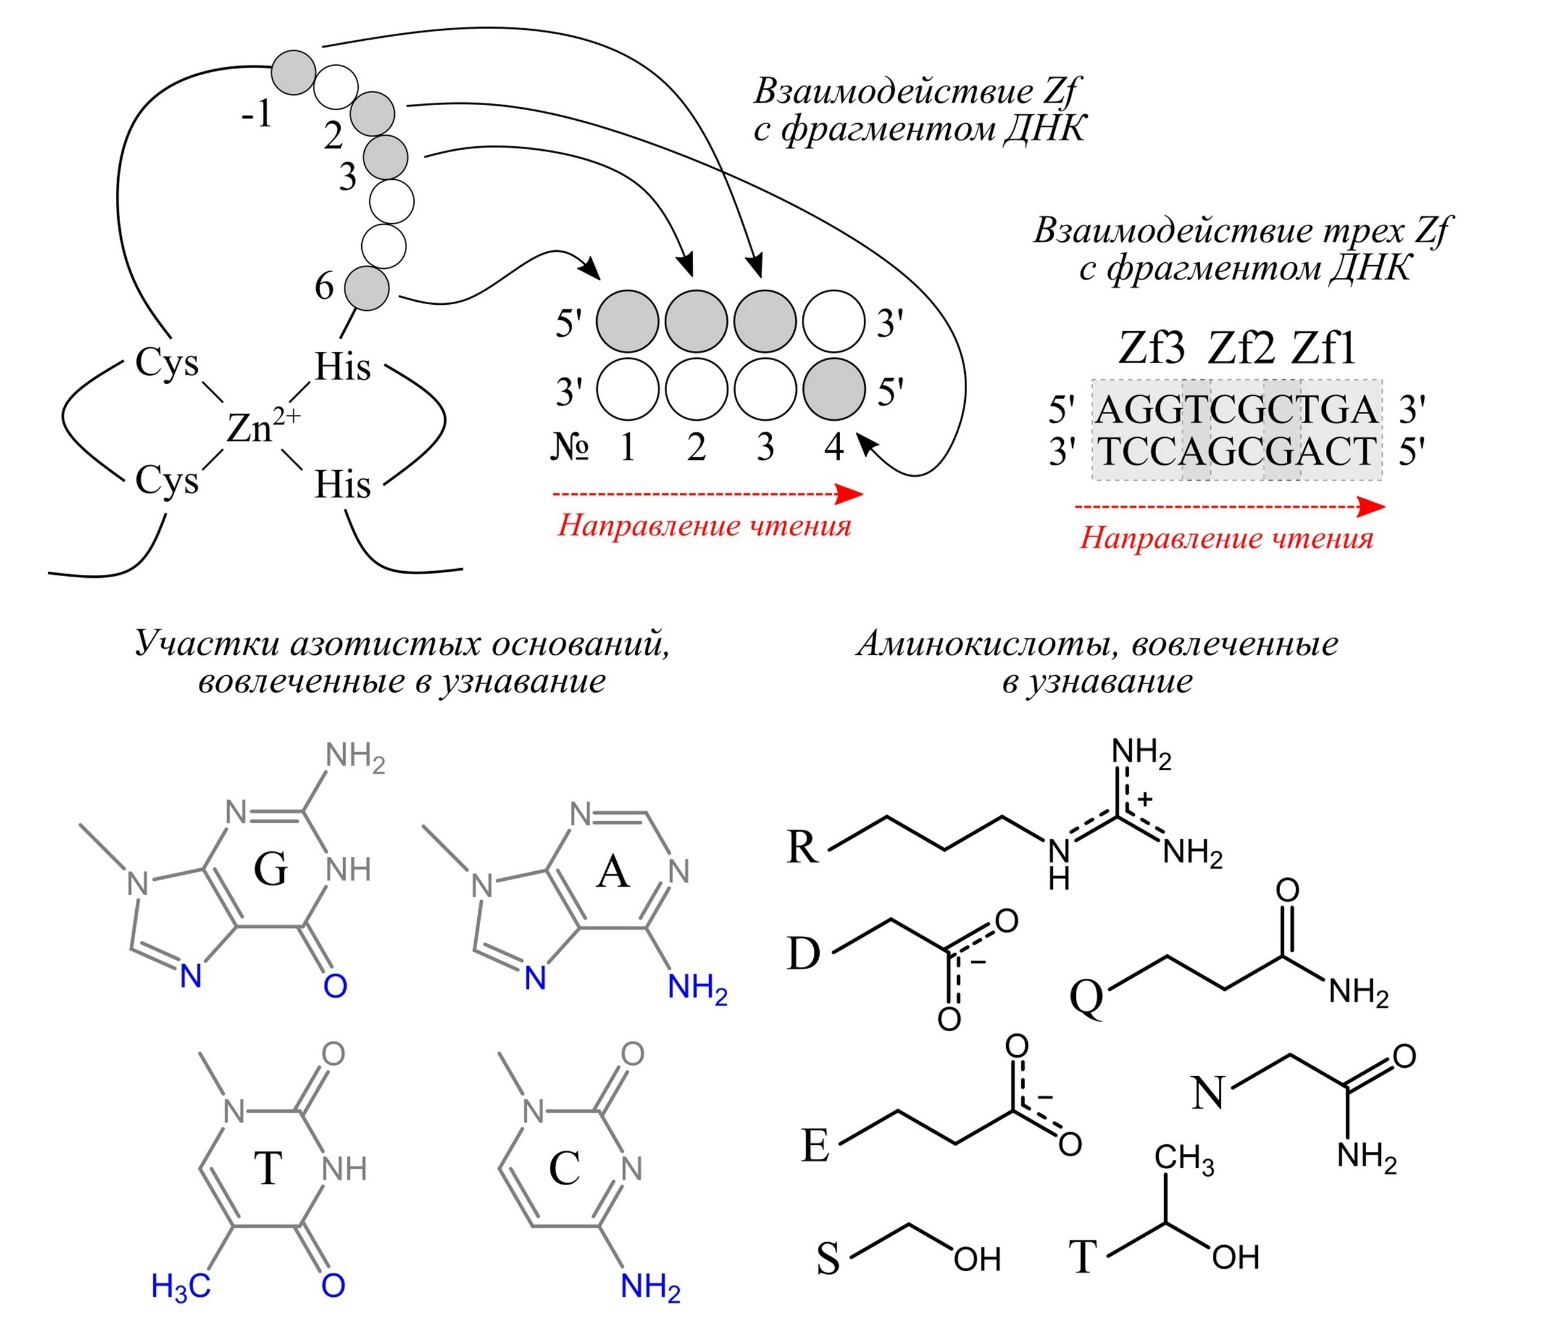 Взаимодействие Zf
с фрагментом ДНК
-1
2
3
6
Cys
His
Zn2+
Cys
His
5' 3'
3' 5'
№ 1 2 3 4
Направление чтения
Взаимодействие трех Zf
с фрагментом ДНК
Zf3 Zf2 Zf1
5' AGGTCGCTGA 3'
3' TCCAGCGACT 5'
Направление чтения
Участки азотистых оснований,
вовлеченные в узнавание
NH2
N
G
NH
N
N
O
N
A
N
N
N
NH2
O
N
T
NH
H3C
O
O
N
C
N
NH2
Аминокислоты, вовлеченные
в узнавание
NH2
+
R
N
H
NH2
D
O
−
O
O
Q
NH2
O
−
E
O
N
O
NH2
S
OH
CH3
T
OH